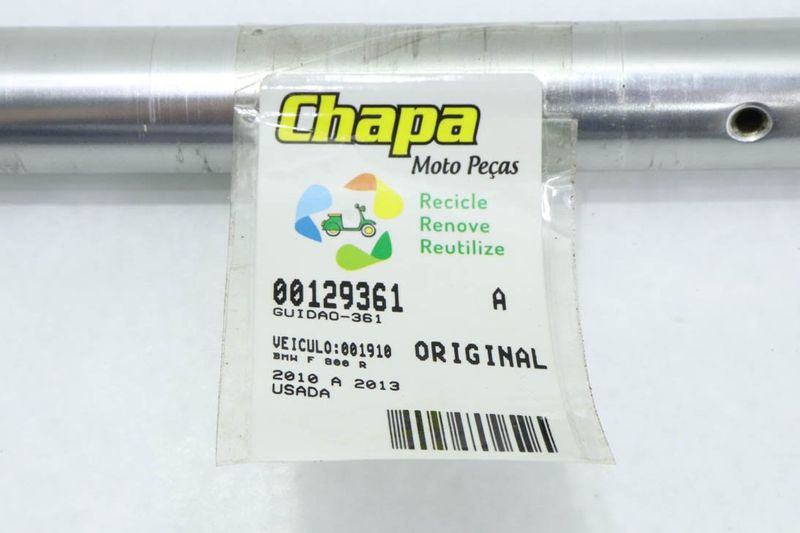 Chapa
Moto Peças
Recicle
Renove
Reutilize
00129361 A
GUIDAO-361
VEICULO:001910 ORIGINAL
BMW F 800 R
2010 A 2013
USADA